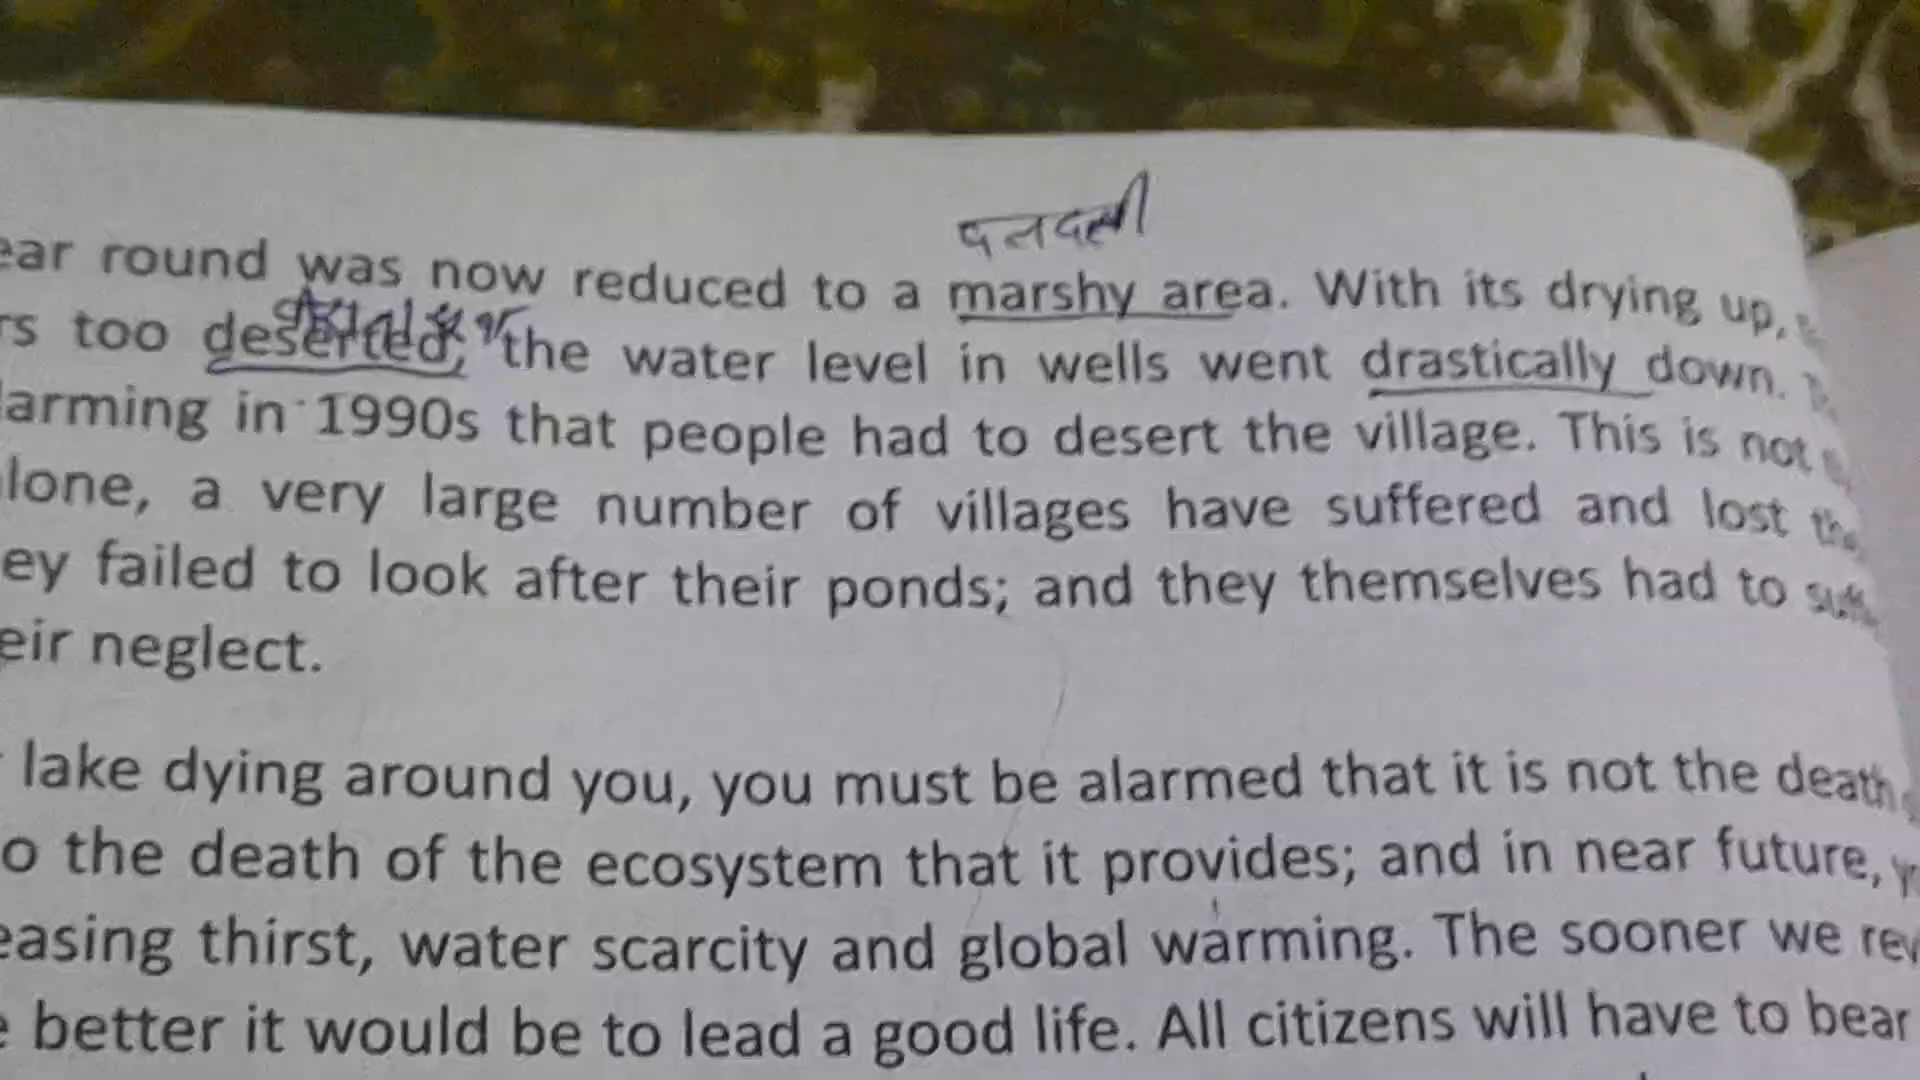 दलदली
ear round was now reduced to a marshy area. With its drying up,
rs too deserted, the water level in wells went drastically down.
larming in 1990s that people had to desert the village. This is not
lone, a very large number of villages have suffered and lost
ey failed to look after their ponds; and they themselves had to
eir neglect.
lake dying around you, you must be alarmed that it is not the death
o the death of the ecosystem that it provides; and in near future,
easing thirst, water scarcity and global warming. The sooner we
better it would be to lead a good life. All citizens will have to bear